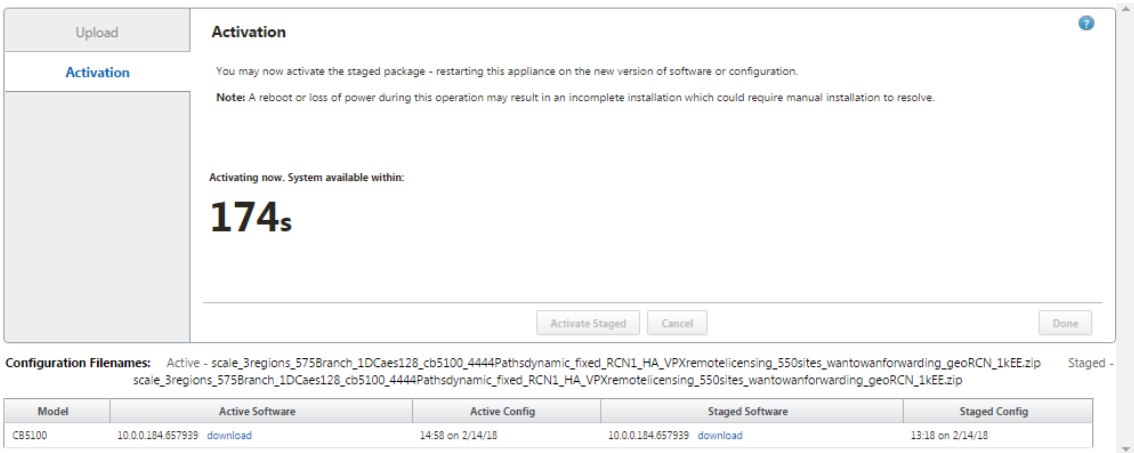 Upload
Activation
Activation
?
You may now activate the staged package - restarting this appliance on the new version of software or configuration.
Note: A reboot or loss of power during this operation may result in an incomplete installation which could require manual installation to resolve.
Activating now. System available within:
174s
Activate Staged Cancel Done
Configuration Filenames: Active - scale_3regions_575Branch_1DCaes128_cb5100_4444Pathsdynamic_fixed_RCN1_HA_VPXremotelicensing_550sites_wantowanforwarding_geoRCN_1kEE.zip Staged -
scale_3regions_575Branch_1DCaes128_cb5100_4444Pathsdynamic_fixed_RCN1_HA_VPXremotelicensing_550sites_wantowanforwarding_geoRCN_1kEE.zip
Model Active Software Active Config Staged Software Staged Config
CB5100 10.0.0.184.657939 download 14:58 on 2/14/18 10.0.0.184.657939 download 13:18 on 2/14/18